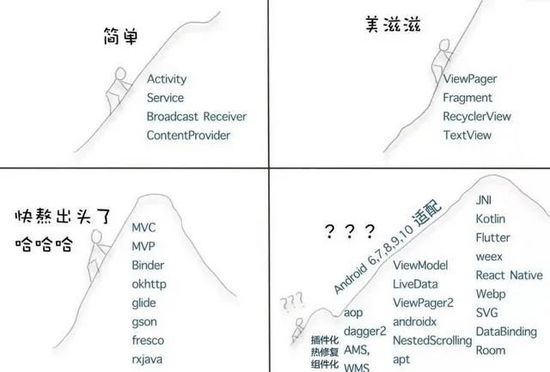 简单
Activity
Service
Broadcast Receiver
ContentProvider
美滋滋
ViewPager
Fragment
RecyclerView
TextView
快熬出头了
哈哈哈
MVC
MVP
Binder
okhttp
glide
gson
fresco
rxjava
？？？
???
Android 6,7,8,9,10 适配
插件化
热修复
组件化
aop
dagger2
AMS,
WMS
ViewModel
LiveData
ViewPager2
androidx
NestedScrolling
apt
JNI
Kotlin
Flutter
weex
React Native
Webp
SVG
DataBinding
Room